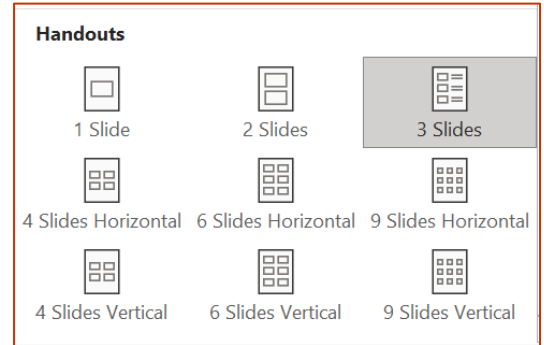 Handouts
1 Slide 2 Slides 3 Slides
4 Slides Horizontal 6 Slides Horizontal 9 Slides Horizontal
4 Slides Vertical 6 Slides Vertical 9 Slides Vertical